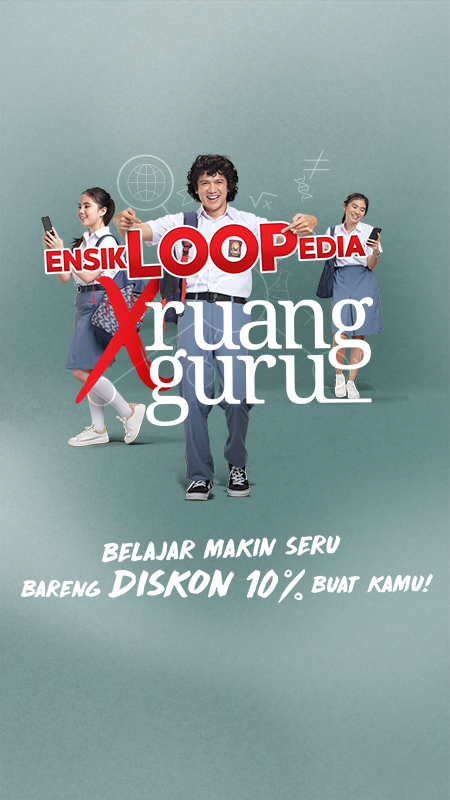 ENSIKLOOPEDIA
X ruang
guru
BELAJAR MAKIN SERU
BARENG DISKON 10% BUAT KAMU!